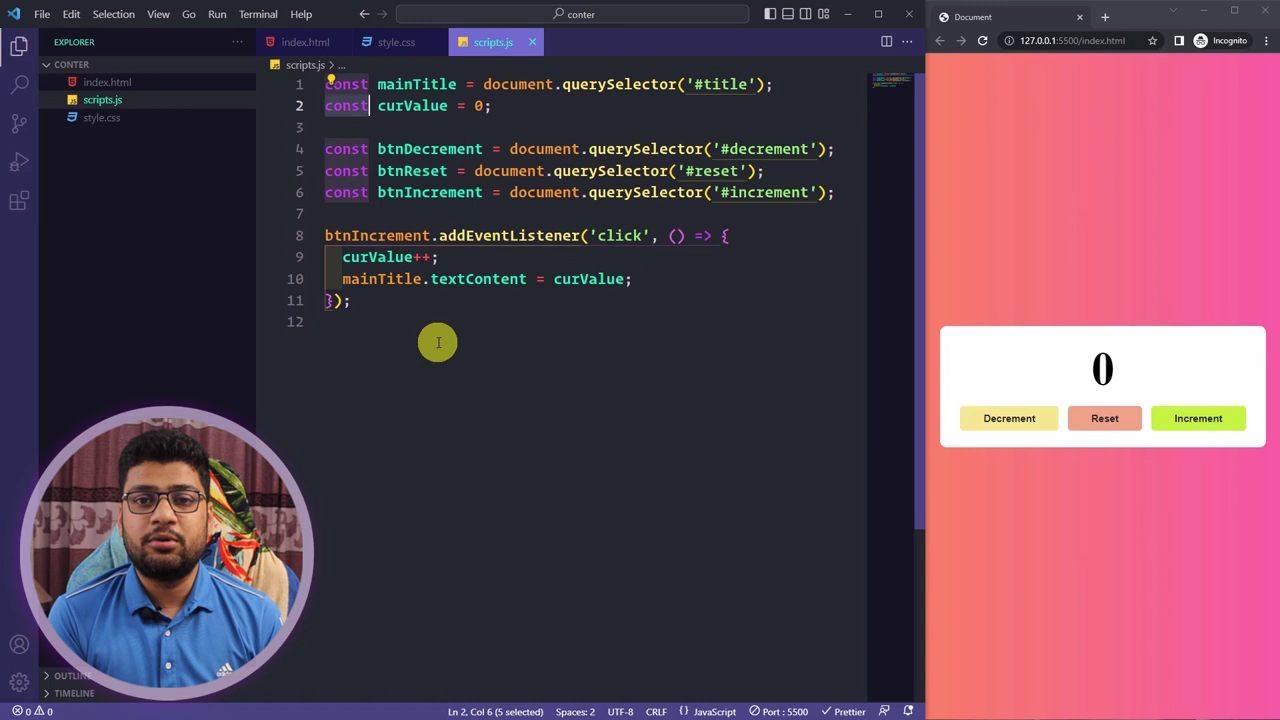 File Edit Selection View Go Run Terminal Help
conter
EXPLORER
CONTER
index.html
scripts.js
style.css
OUTLINE
TIMELINE
index.html
style.css
scripts.js
scripts.js > ...
1 const mainTitle = document.querySelector('#title');
2 const curValue = 0;
3
4 const btnDecrement = document.querySelector('#decrement');
5 const btnReset = document.querySelector('#reset');
6 const btnIncrement = document.querySelector('#increment');
7
8 btnIncrement.addEventListener('click', () => {
9 curValue++;
10 mainTitle.textContent = curValue;
11 });
12
0 0
Ln 2, Col 6 (5 selected) Spaces: 2 UTF-8 CRLF {} JavaScript Port : 5500 Prettier
Document
127.0.0.1:5500/index.html
Incognito
0
Decrement Reset Increment